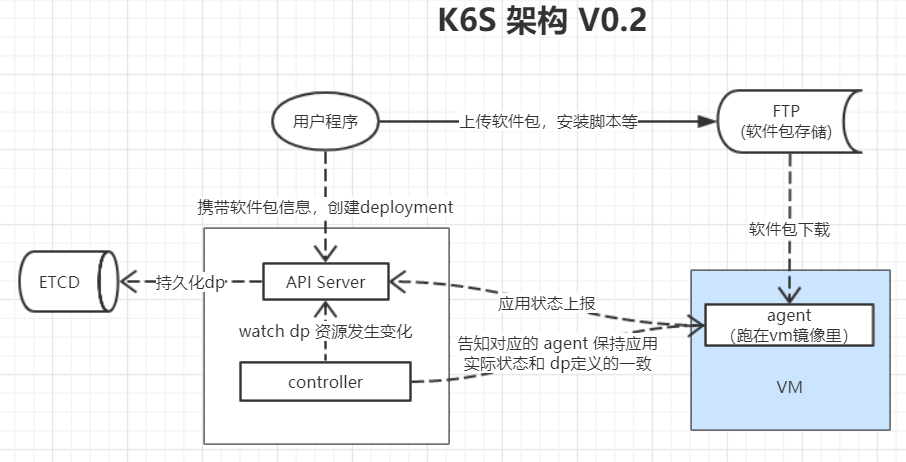 K6S 架构 V0.2
用户程序
上传软件包，安装脚本等
FTP
(软件包存储)
携带软件包信息，创建deployment
软件包下载
ETCD
持久化dp
API Server
应用状态上报
agent
（跑在vm镜像里）
watch dp 资源发生变化
告知对应的 agent 保持应用
实际状态和 dp定义的一致
controller
VM